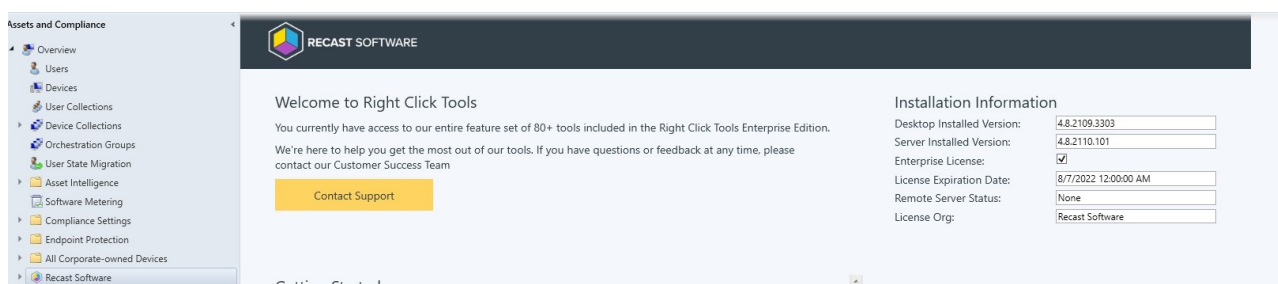 Assets and Compliance
Overview
Users
Devices
User Collections
Device Collections
Orchestration Groups
User State Migration
Asset Intelligence
Software Metering
Compliance Settings
Endpoint Protection
All Corporate-owned Devices
Recast Software
RECAST SOFTWARE
Welcome to Right Click Tools
You currently have access to our entire feature set of 80+ tools included in the Right Click Tools Enterprise Edition.
We're here to help you get the most out of our tools. If you have questions or feedback at any time, please
contact our Customer Success Team
Contact Support
Installation Information
Desktop Installed Version: 4.8.2109.3303
Server Installed Version: 4.8.2110.101
Enterprise License:
License Expiration Date: 8/7/2022 12:00:00 AM
Remote Server Status: None
License Org: Recast Software